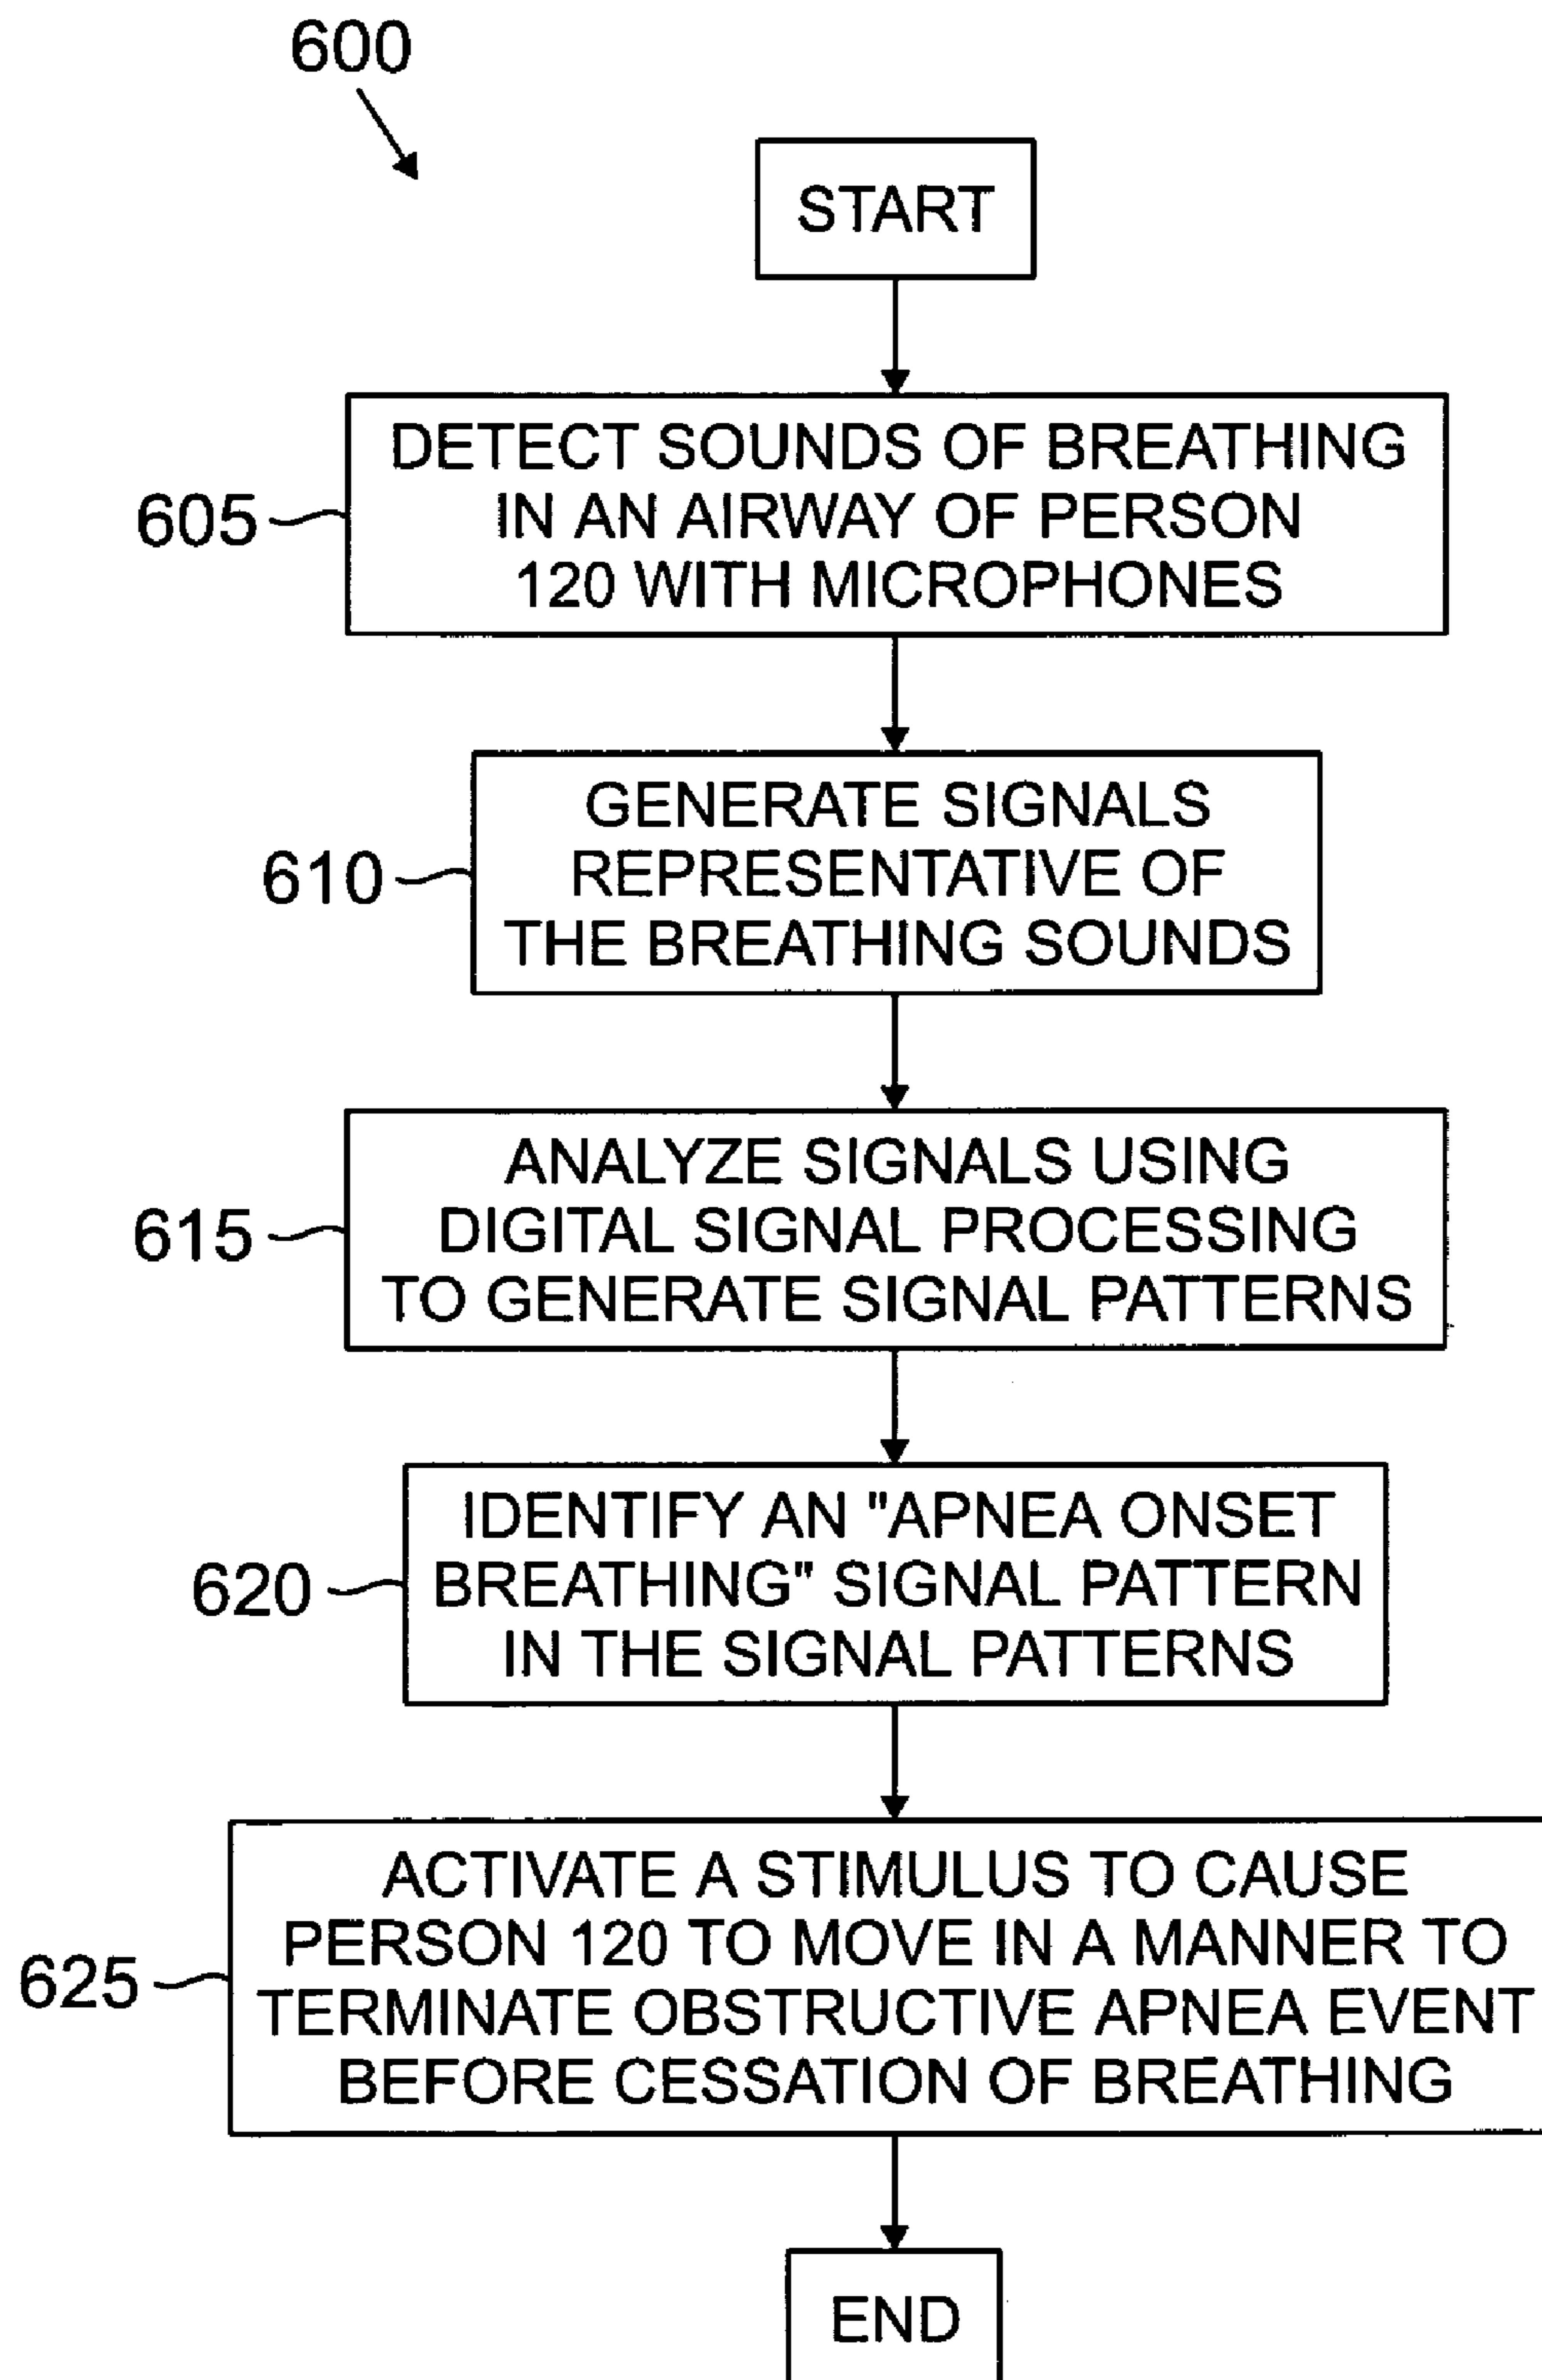 600
START
605
DETECT SOUNDS OF BREATHING
IN AN AIRWAY OF PERSON
120 WITH MICROPHONES
610
GENERATE SIGNALS
REPRESENTATIVE OF
THE BREATHING SOUNDS
615
ANALYZE SIGNALS USING
DIGITAL SIGNAL PROCESSING
TO GENERATE SIGNAL PATTERNS
620
IDENTIFY AN "APNEA ONSET
BREATHING" SIGNAL PATTERN
IN THE SIGNAL PATTERNS
625
ACTIVATE A STIMULUS TO CAUSE
PERSON 120 TO MOVE IN A MANNER TO
TERMINATE OBSTRUCTIVE APNEA EVENT
BEFORE CESSATION OF BREATHING
END